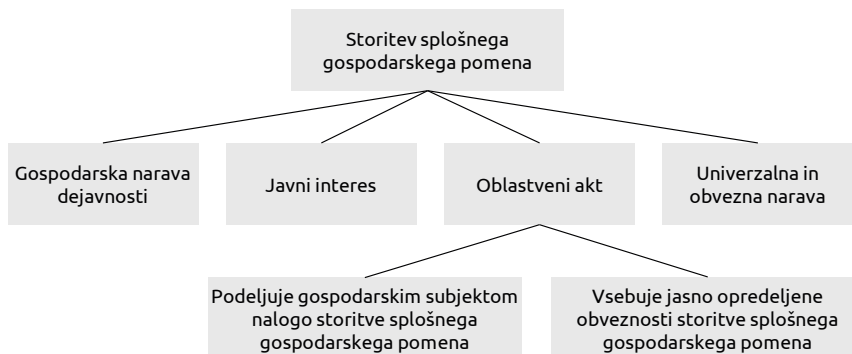 Storitev splošnega
gospodarskega pomena
Gospodarska narava
dejavnosti
Javni interes
Oblastveni akt
Univerzalna in
obvezna narava
Podeljuje gospodarskim subjektom
nalogo storitve splošnega
gospodarskega pomena
Vsebuje jasno opredeljene
obveznosti storitve splošnega
gospodarskega pomena